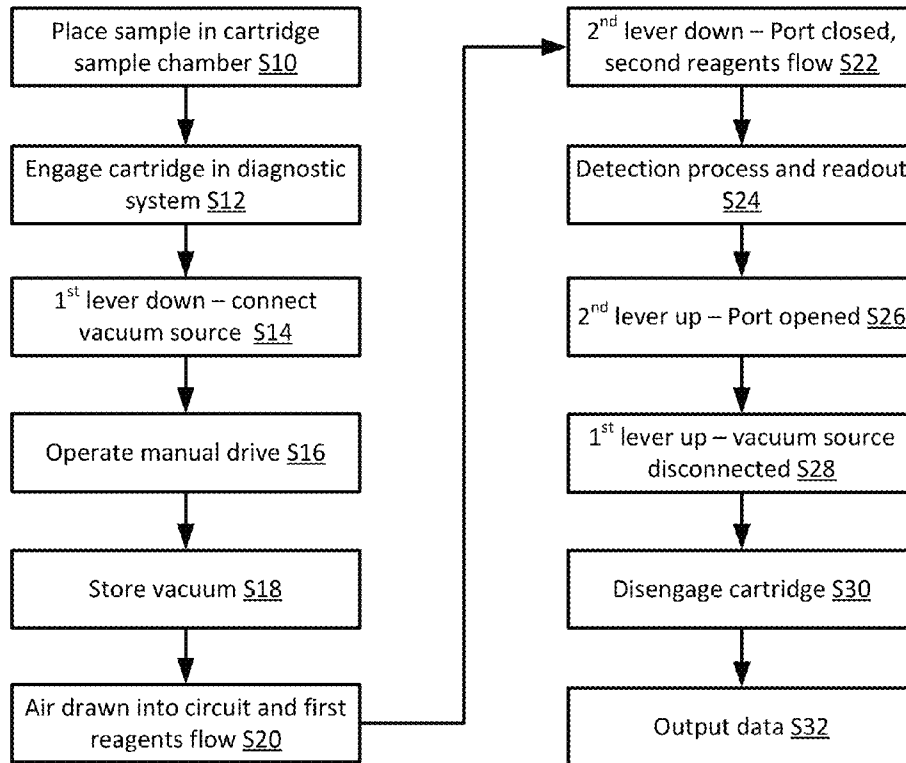 Place sample in cartridge
sample chamber S10
Engage cartridge in diagnostic
system S12
1st lever down – connect
vacuum source S14
Operate manual drive S16
Store vacuum S18
Air drawn into circuit and first
reagents flow S20
2nd lever down – Port closed,
second reagents flow S22
Detection process and readout
S24
2nd lever up – Port opened S26
1st lever up – vacuum source
disconnected S28
Disengage cartridge S30
Output data S32